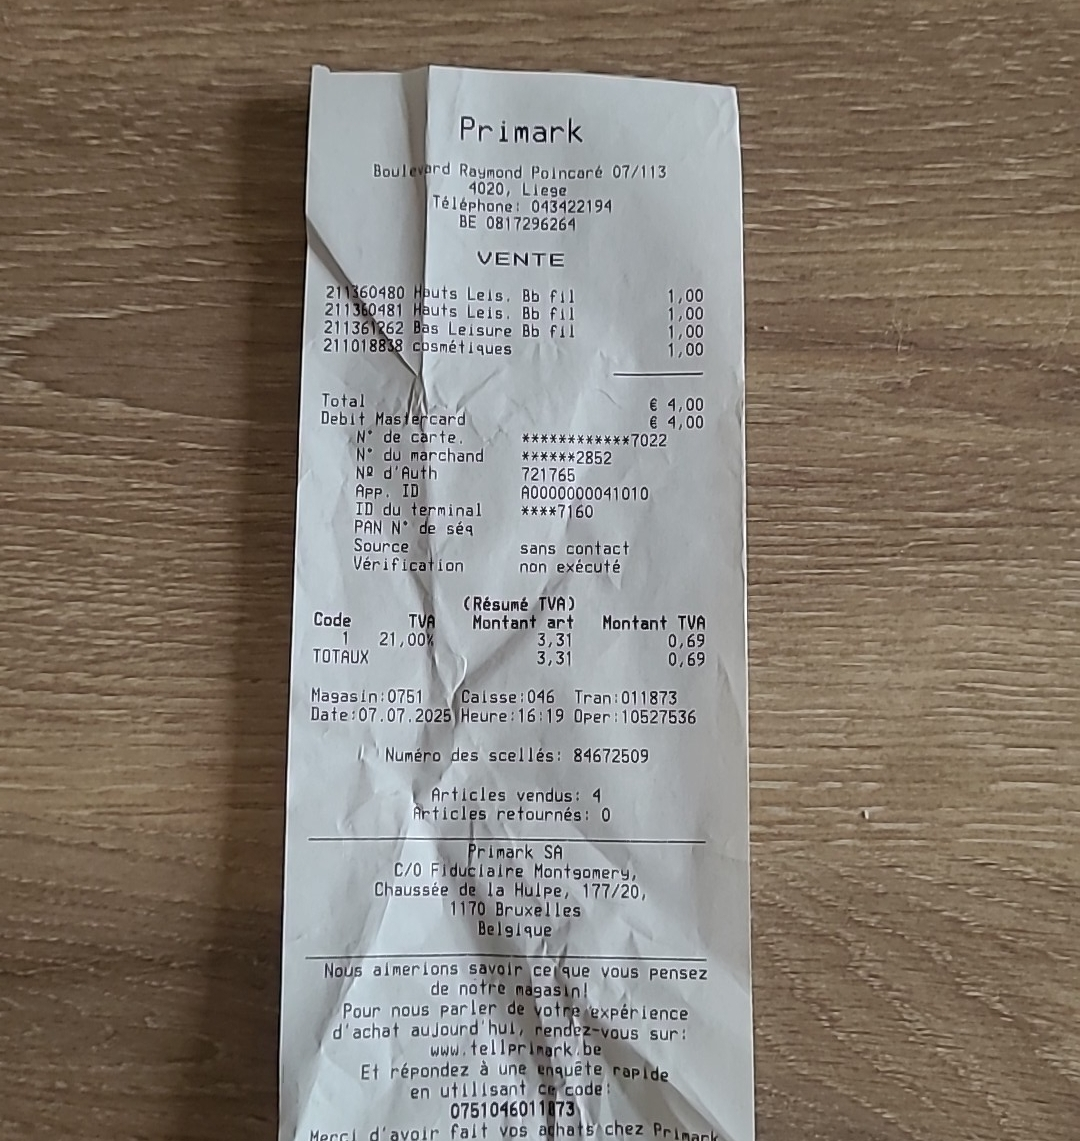 Primark
Boulevard Raymond Poincaré 07/113
4020, Liege
Téléphone: 043422194
BE 0817296264
VENTE
211360480 Hauts Leis. Bb fil 1,00
211360481 Hauts Leis. Bb fil 1,00
211361262 Bas Leisure Bb fil 1,00
211018838 cosmétiques 1,00
Total € 4,00
Debit Mastercard € 4,00
N° de carte. ************7022
N° du marchand ******2852
Nº d'Auth 721765
App. ID A0000000041010
ID du terminal ****7160
PAN N° de séq
Source sans contact
Vérification non exécuté
(Résumé TVA)
Code TVA Montant art Montant TVA
1 21,00% 3,31 0,69
TOTAUX 3,31 0,69
Magasin:0751 Caisse:046 Tran:011873
Date:07.07.2025 Heure:16:19 Oper:10527536
Numéro des scellés: 84672509
Articles vendus: 4
Articles retournés: 0
Primark SA
C/O Fiduciaire Montgomery,
Chaussée de la Hulpe, 177/20,
1170 Bruxelles
Belgique
Nous aimerions savoir ce que vous pensez
de notre magasin!
Pour nous parler de votre expérience
d'achat aujourd'hui, rendez-vous sur:
www.tellprimark.be
Et répondez à une enquête rapide
en utilisant ce code:
0751046011873
Merci d'avoir fait vos achats chez Primark